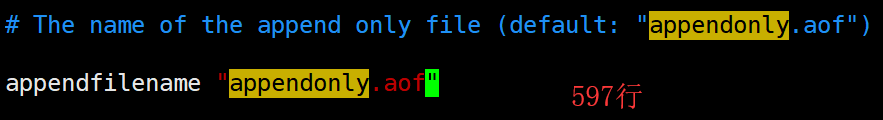 # The name of the append only file (default: "appendonly.aof")
appendfilename "appendonly.aof"
597行